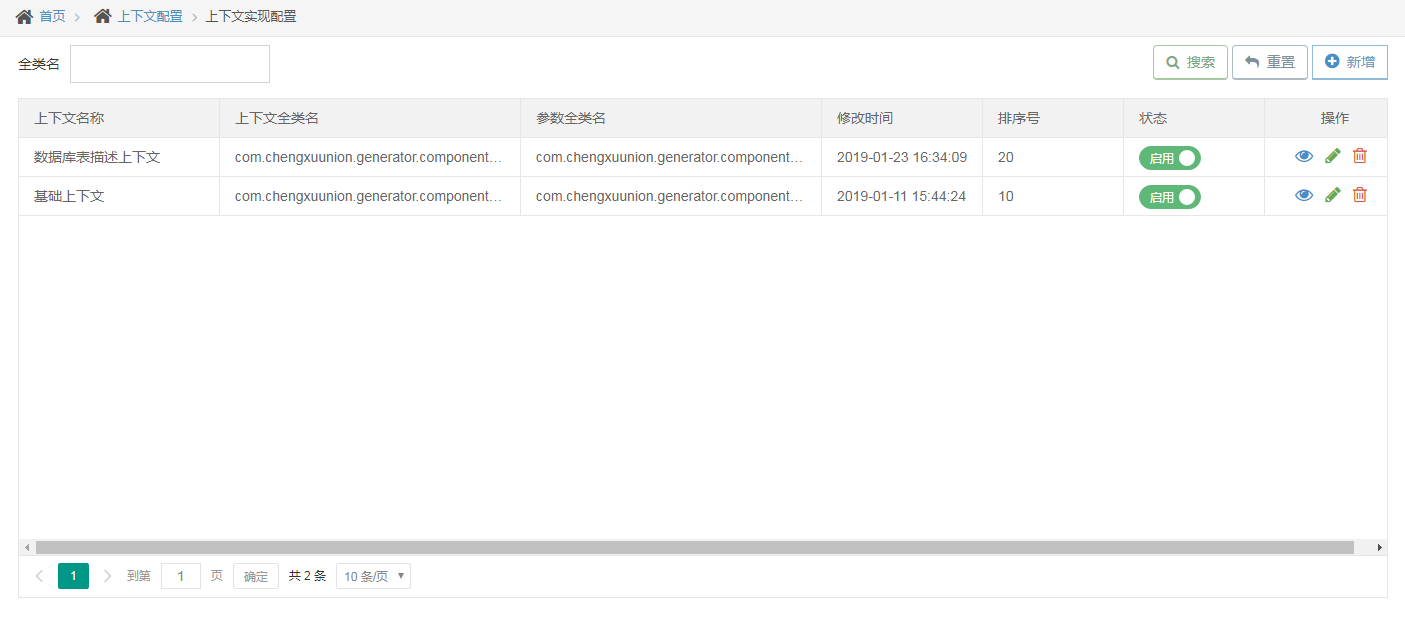 首页 上下文配置 上下文实现配置
全类名 搜索 重置 新增
上下文名称 上下文全类名 参数全类名 修改时间 排序号 状态 操作
数据库表描述上下文 com.chengxuunion.generator.component... com.chengxuunion.generator.component... 2019-01-23 16:34:09 20 启用
基础上下文 com.chengxuunion.generator.component... com.chengxuunion.generator.component... 2019-01-11 15:44:24 10 启用
1 到第 1 页 确定 共 2 条 10 条/页